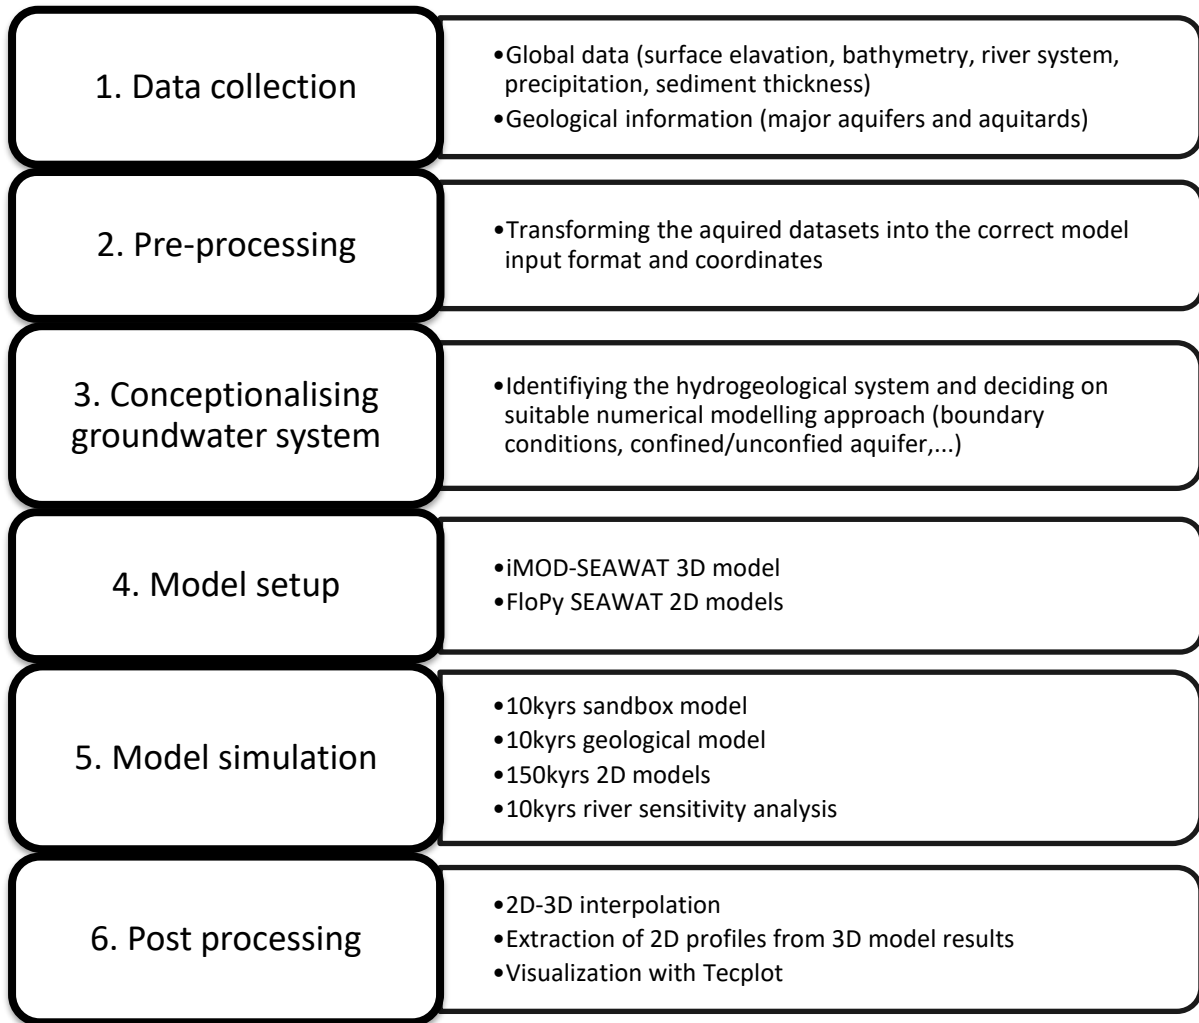 1. Data collection
•Global data (surface elavation, bathymetry, river system,
precipitation, sediment thickness)
•Geological information (major aquifers and aquitards)
2. Pre-processing
•Transforming the aquired datasets into the correct model
input format and coordinates
3. Conceptionalising
groundwater system
•Identifiying the hydrogeological system and deciding on
suitable numerical modelling approach (boundary
conditions, confined/unconfied aquifer,...)
4. Model setup
•iMOD-SEAWAT 3D model
•FloPy SEAWAT 2D models
5. Model simulation
•10kyrs sandbox model
•10kyrs geological model
•150kyrs 2D models
•10kyrs river sensitivity analysis
6. Post processing
•2D-3D interpolation
•Extraction of 2D profiles from 3D model results
•Visualization with Tecplot